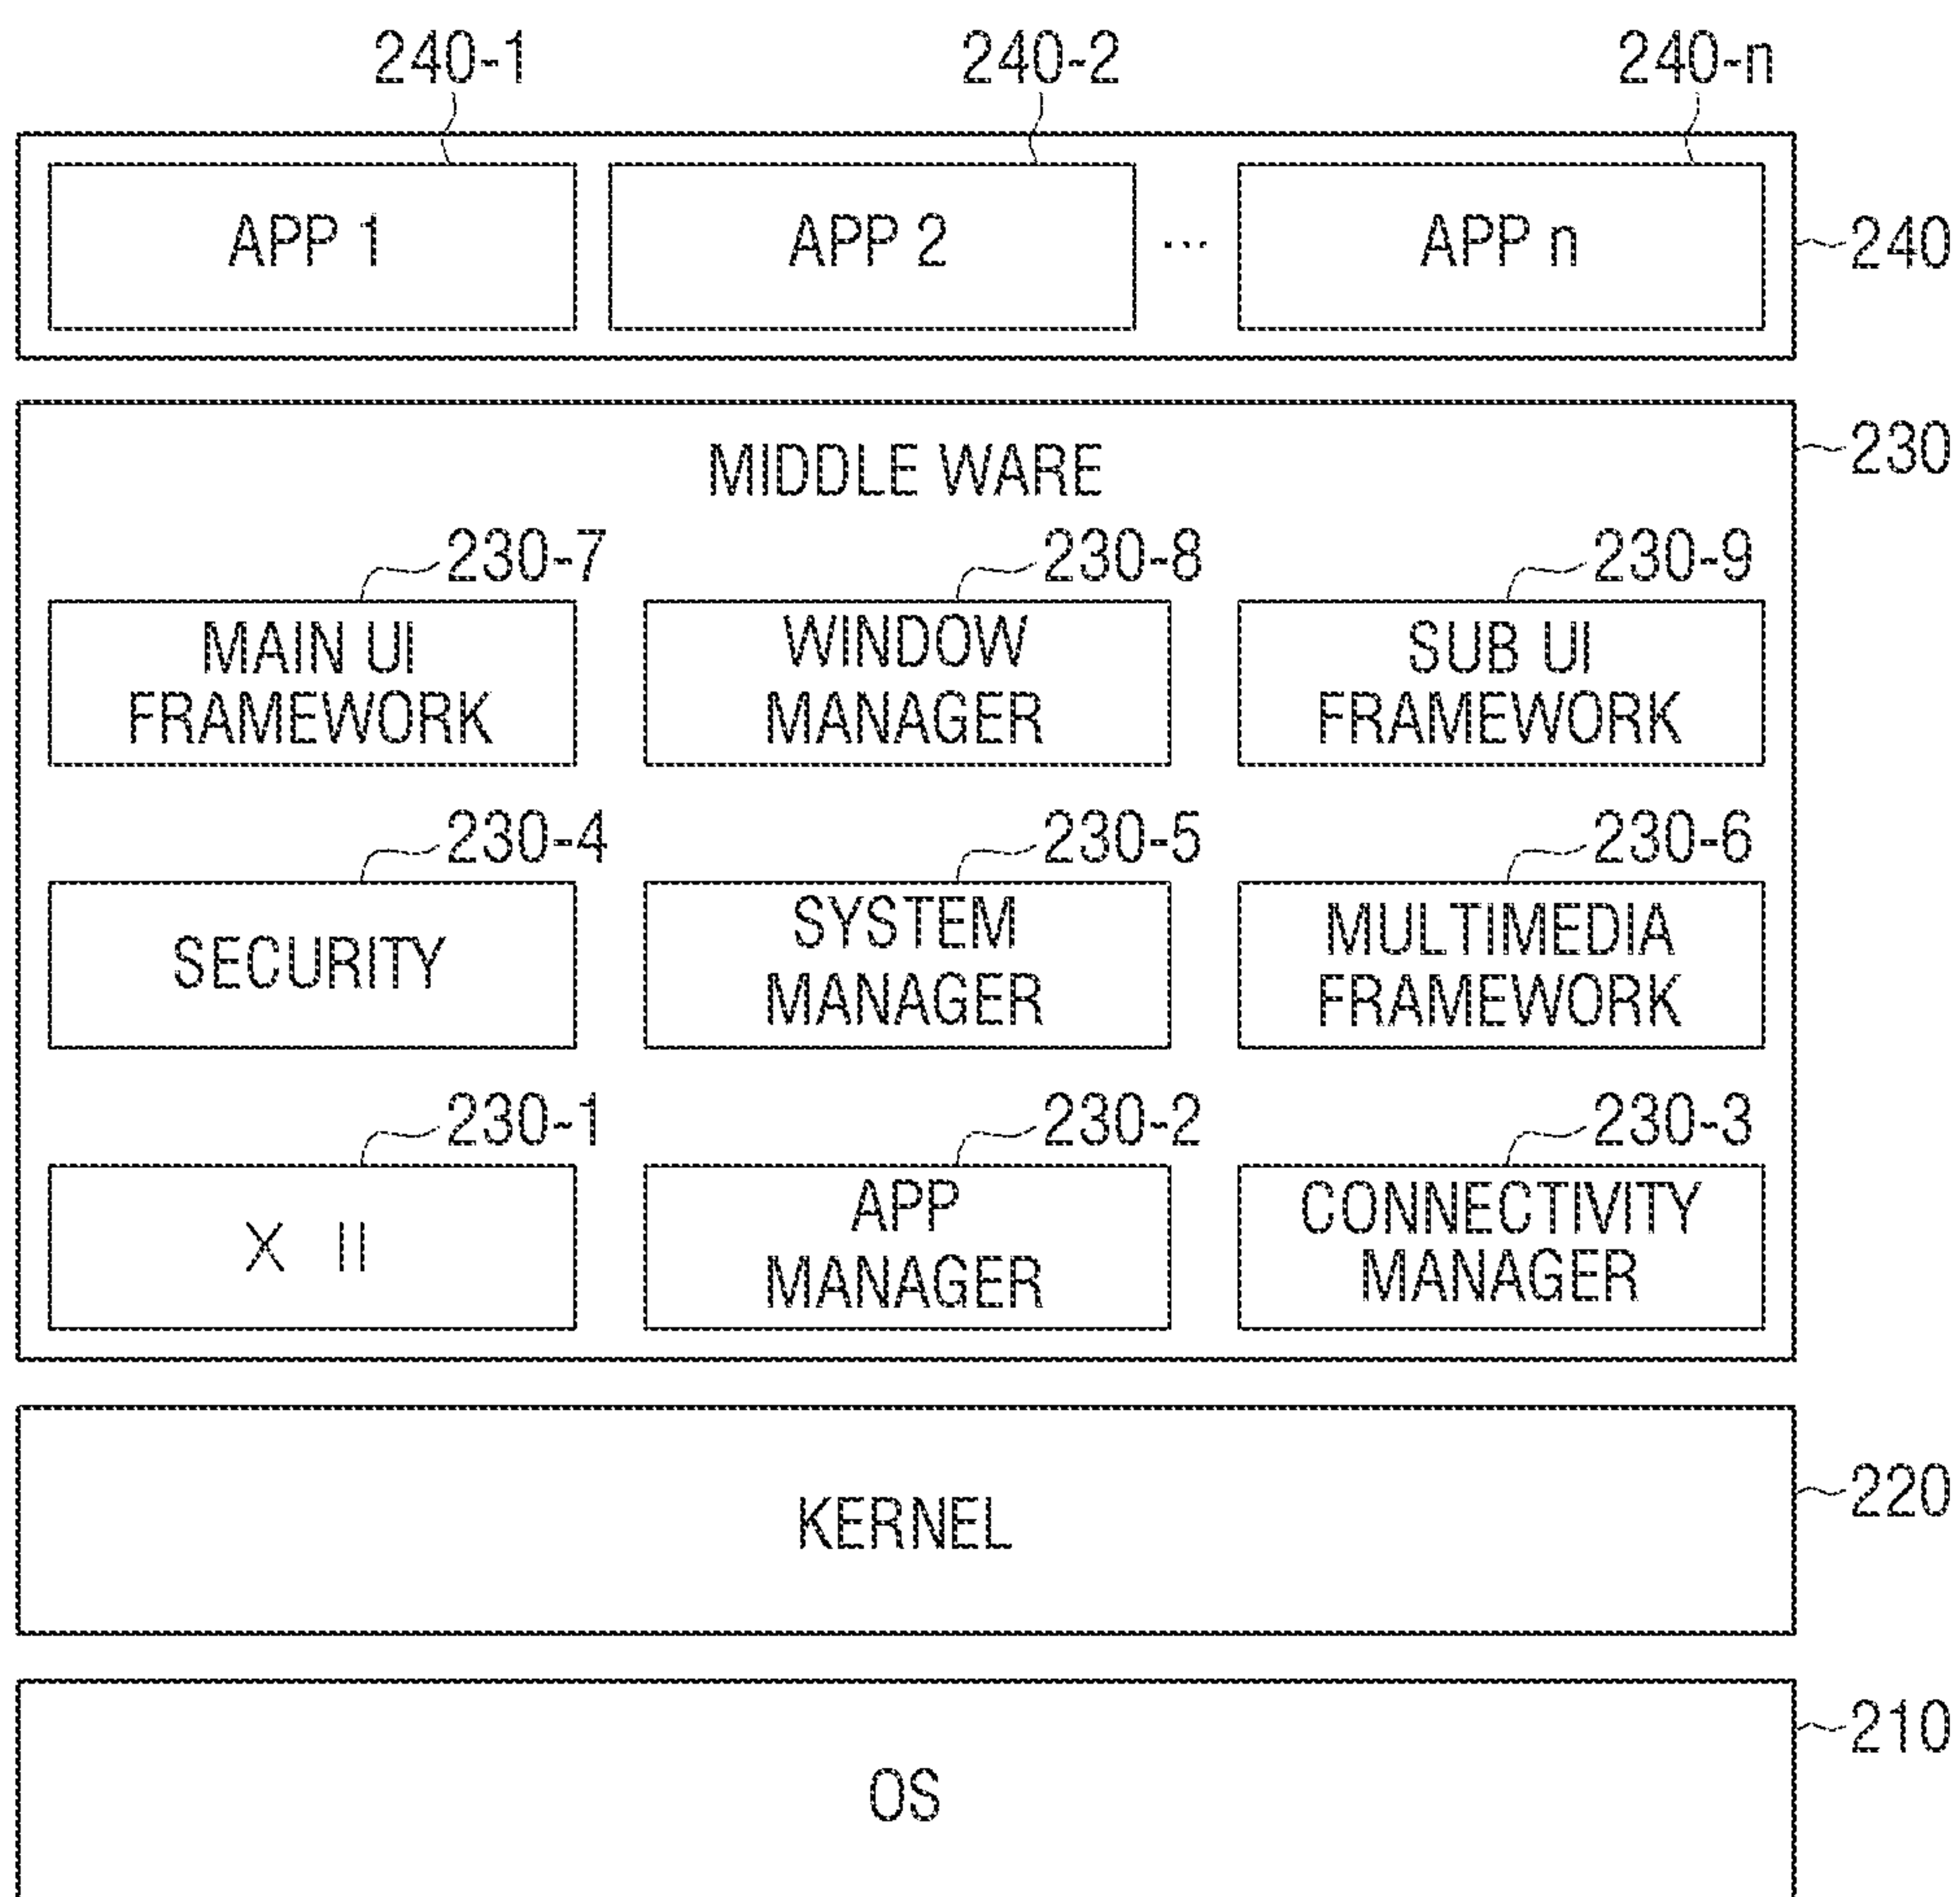 240-1 240-2 240-n
APP 1 APP 2 ... APP n 240
230
MIDDLE WARE
230-7 230-8 230-9
MAIN UI WINDOW SUB UI
FRAMEWORK MANAGER FRAMEWORK
230-4 230-5 230-6
SECURITY SYSTEM MANAGER MULTIMEDIA FRAMEWORK
230-1 230-2 230-3
X II APP MANAGER CONNECTIVITY MANAGER
220
KERNEL
210
OS